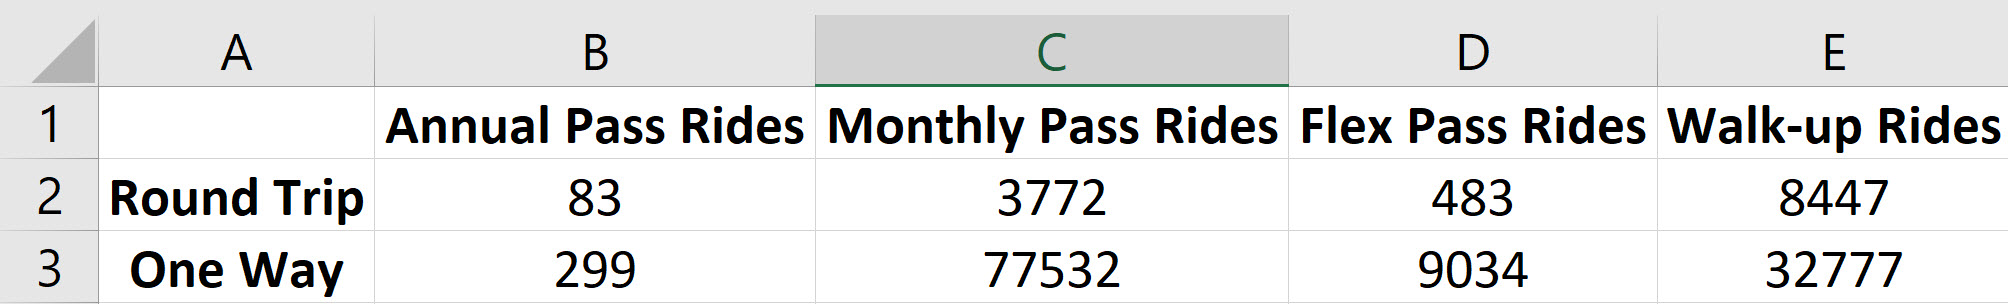 A B C D E
1 Annual Pass Rides Monthly Pass Rides Flex Pass Rides Walk-up Rides
2 Round Trip 83 3772 483 8447
3 One Way 299 77532 9034 32777